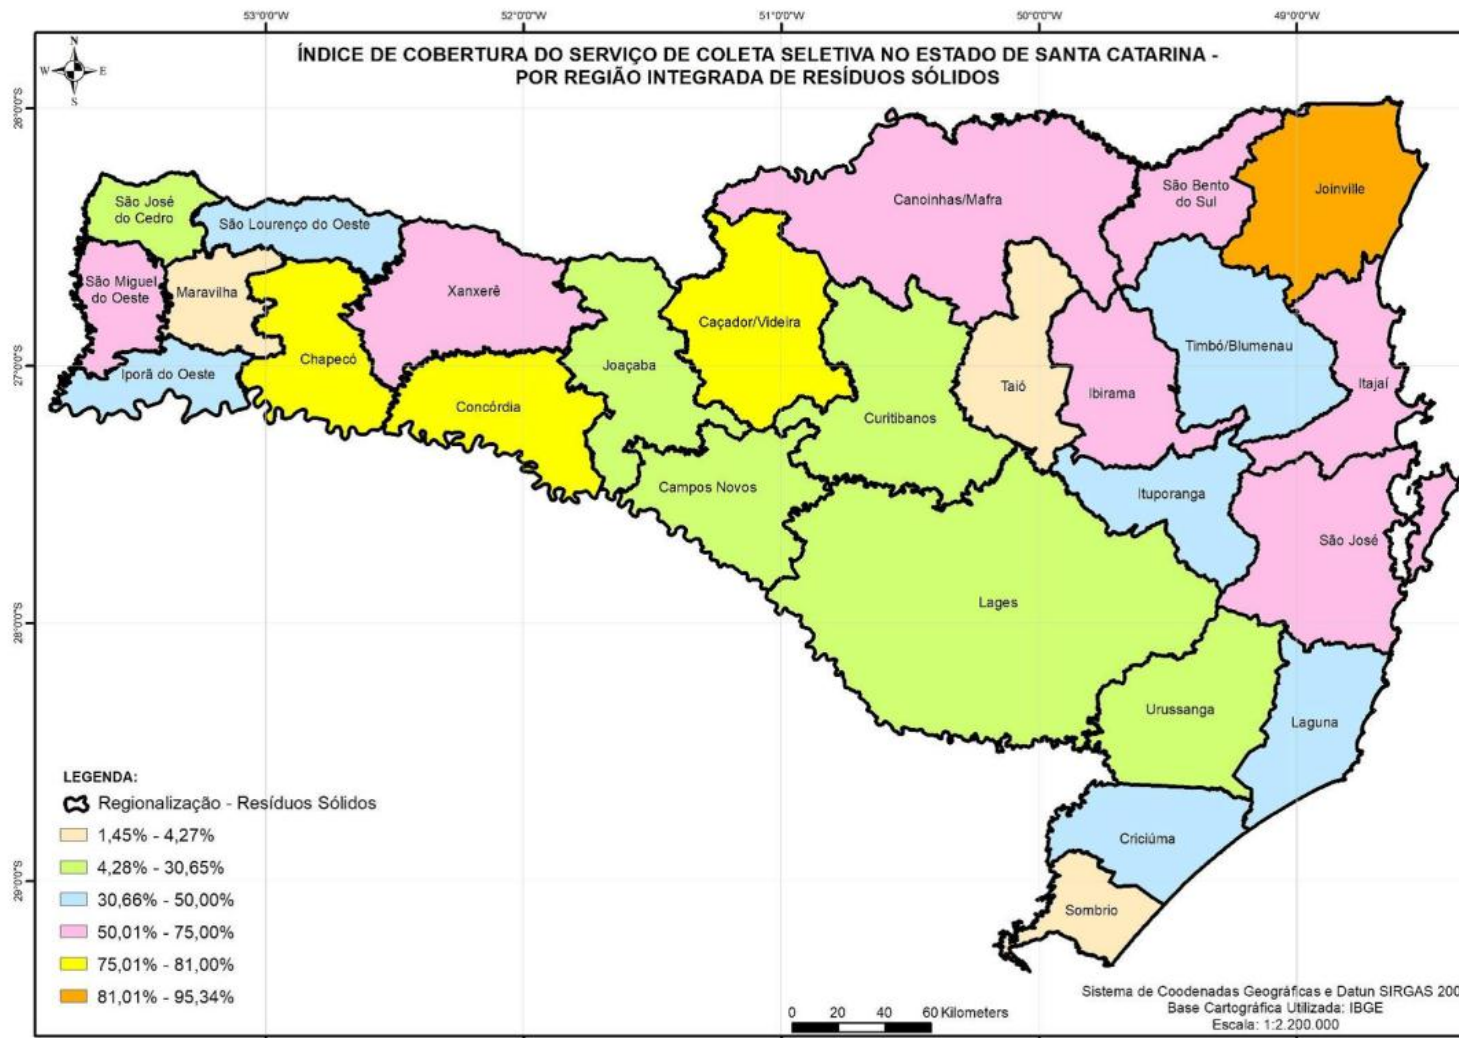 53°0'0"W 52°0'0"W 51°0'0"W 50°0'0"W 49°0'0"W
ÍNDICE DE COBERTURA DO SERVIÇO DE COLETA SELETIVA NO ESTADO DE SANTA CATARINA -
POR REGIÃO INTEGRADA DE RESÍDUOS SÓLIDOS
N
W E
S
26°0'0"S
27°0'0"S
28°0'0"S
29°0'0"S
São José
do Cedro
São Lourenço do Oeste
Canoinhas/Mafra
São Bento
do Sul
Joinville
São Miguel
do Oeste
Maravilha
Xanxerê
Caçador/Videira
Timbó/Blumenau
Chapecó
Iporã do Oeste
Joaçaba
Taió
Ibirama
Itajaí
Concórdia
Curitibanos
Campos Novos
Ituporanga
São José
Lages
Urussanga
Laguna
Criciúma
Sombrio
LEGENDA:
Regionalização - Resíduos Sólidos
1,45% - 4,27%
4,28% - 30,65%
30,66% - 50,00%
50,01% - 75,00%
75,01% - 81,00%
81,01% - 95,34%
0 20 40 60 Kilometers
Sistema de Coodenadas Geográficas e Datun SIRGAS 200
Base Cartográfica Utilizada: IBGE
Escala: 1:2.200.000